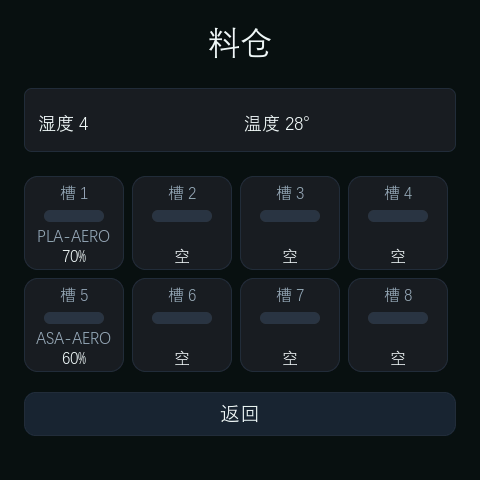 料仓
湿度 4 温度 28°
槽 1 槽 2 槽 3 槽 4
PLA-AERO
70% 空 空 空
槽 5 槽 6 槽 7 槽 8
ASA-AERO
60% 空 空 空
返回